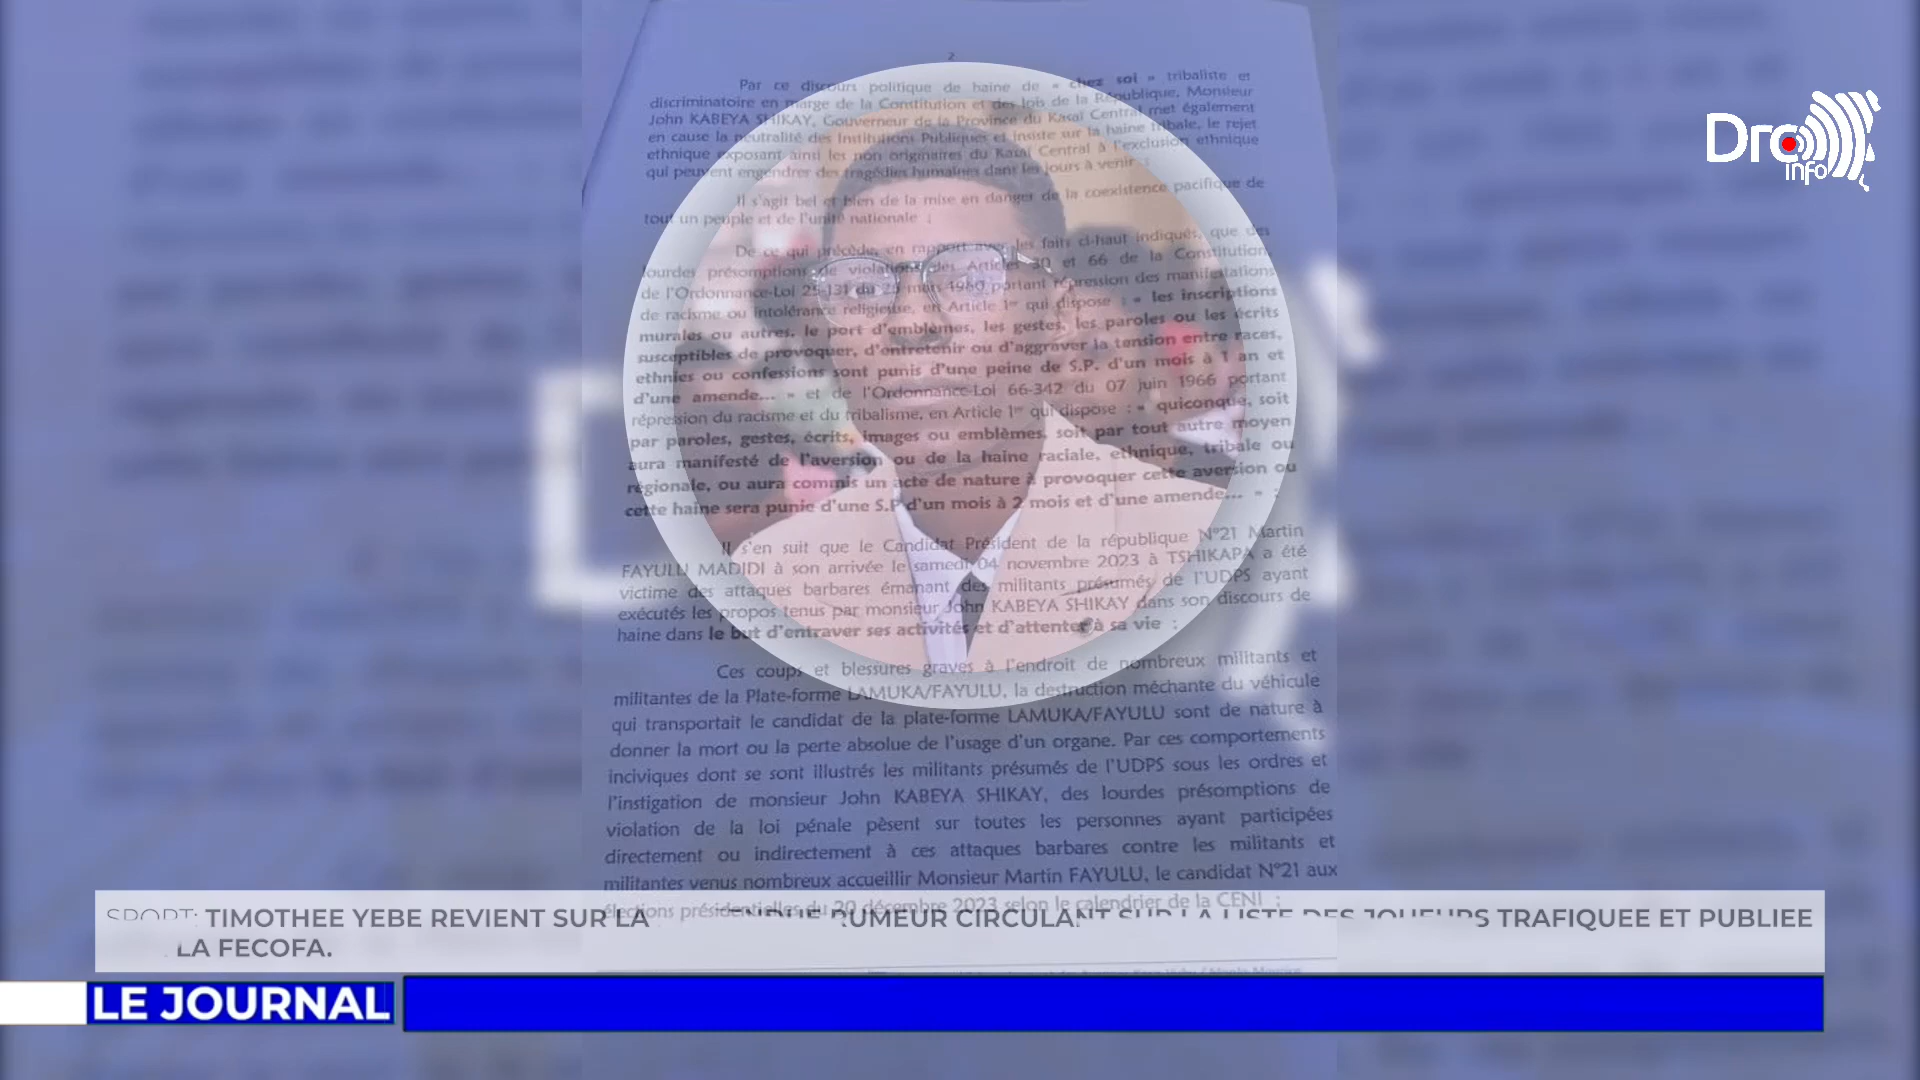 2
Par ce discours politique de haine de « chez soi » tribaliste et
discriminatoire en marge de la Constitution et des lois de la République, Monsieur
John KABEYA SHIKAY, Gouverneur de la Province du Kasaï Central met également
en cause la neutralité des Institutions Publiques et insiste sur la haine tribale, le rejet
ethnique exposant ainsi les non originaires du Kasaï Central à l'exclusion ethnique
qui peuvent engendrer des tragédies humaines dans les jours à venir ;
Il s'agit bel et bien de la mise en danger de la coexistence pacifique de
tout un peuple et de l'unité nationale ;
De ce qui précède, en rapport avec les faits ci-haut indiqués, que des
lourdes présomptions de violations des Articles 30 et 66 de la Constitution,
de l'Ordonnance-Loi 25-131 du 25 mars 1960 portant répression des manifestations
de racisme ou intolérance religieuse, en Article 1er qui dispose : « les inscriptions
murales ou autres, le port d'emblèmes, les gestes, les paroles ou les écrits
susceptibles de provoquer, d'entretenir ou d'aggraver la tension entre races,
ethnies ou confessions sont punis d'une peine de S.P. d'un mois à 1 an et
d'une amende... » et de l'Ordonnance-Loi 66-342 du 07 juin 1966 portant
répression du racisme et du tribalisme, en Article 1er qui dispose : « quiconque, soit
par paroles, gestes, écrits, images ou emblèmes, soit par tout autre moyen
aura manifesté de l'aversion ou de la haine raciale, ethnique, tribale ou
régionale, ou aura commis un acte de nature à provoquer cette aversion ou
cette haine sera punie d'une S.P d'un mois à 2 mois et d'une amende... » ;
Il s'en suit que le Candidat Président de la république N°21 Martin
FAYULU MADIDI à son arrivée le samedi 04 novembre 2023 à TSHIKAPA a été
victime des attaques barbares émanant des militants présumés de l'UDPS ayant
exécutés les propos tenus par monsieur John KABEYA SHIKAY dans son discours de
haine dans le but d'entraver ses activités et d'attenter à sa vie ;
Ces coups et blessures graves à l'endroit de nombreux militants et
militantes de la Plate-forme LAMUKA/FAYULU, la destruction méchante du véhicule
qui transportait le candidat de la plate-forme LAMUKA/FAYULU sont de nature à
donner la mort ou la perte absolue de l'usage d'un organe. Par ces comportements
inciviques dont se sont illustrés les militants présumés de l'UDPS sous les ordres et
l'instigation de monsieur John KABEYA SHIKAY, des lourdes présomptions de
violation de la loi pénale pèsent sur toutes les personnes ayant participées
directement ou indirectement à ces attaques barbares contre les militants et
militantes venus nombreux accueillir Monsieur Martin FAYULU, le candidat N°21 aux
élections présidentielles du 20 décembre 2023 selon le calendrier de la CENI ;
Drc
info
SPORT: TIMOTHEE YEBE REVIENT SUR LA RUMEUR CIRCULANT SUR LA LISTE DES JOUEURS TRAFIQUEE ET PUBLIEE
LA FECOFA.
LE JOURNAL